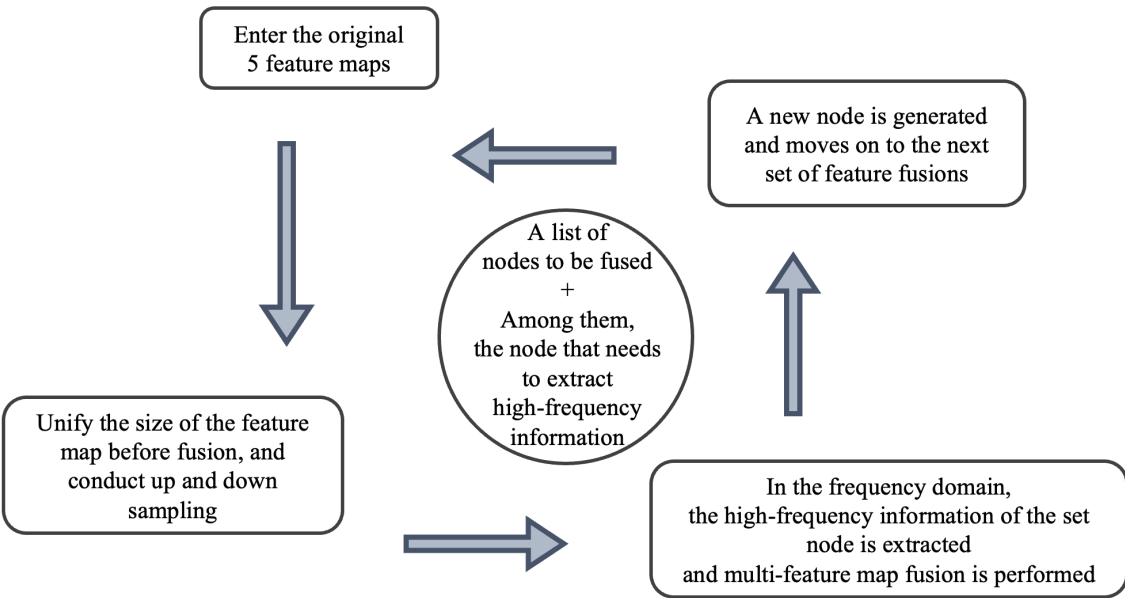 Enter the original
5 feature maps
A new node is generated
and moves on to the next
set of feature fusions
A list of
nodes to be fused
+
Among them,
the node that needs
to extract
high-frequency
information
Unify the size of the feature
map before fusion, and
conduct up and down
sampling
In the frequency domain,
the high-frequency information of the set
node is extracted
and multi-feature map fusion is performed